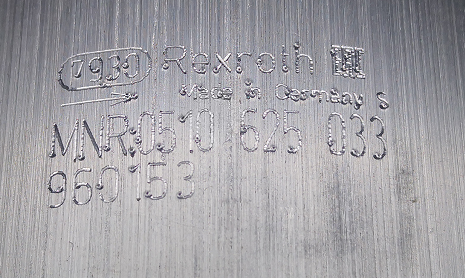 7930 Rexroth
Made in Germany S
MNR:0510 625 033
960153